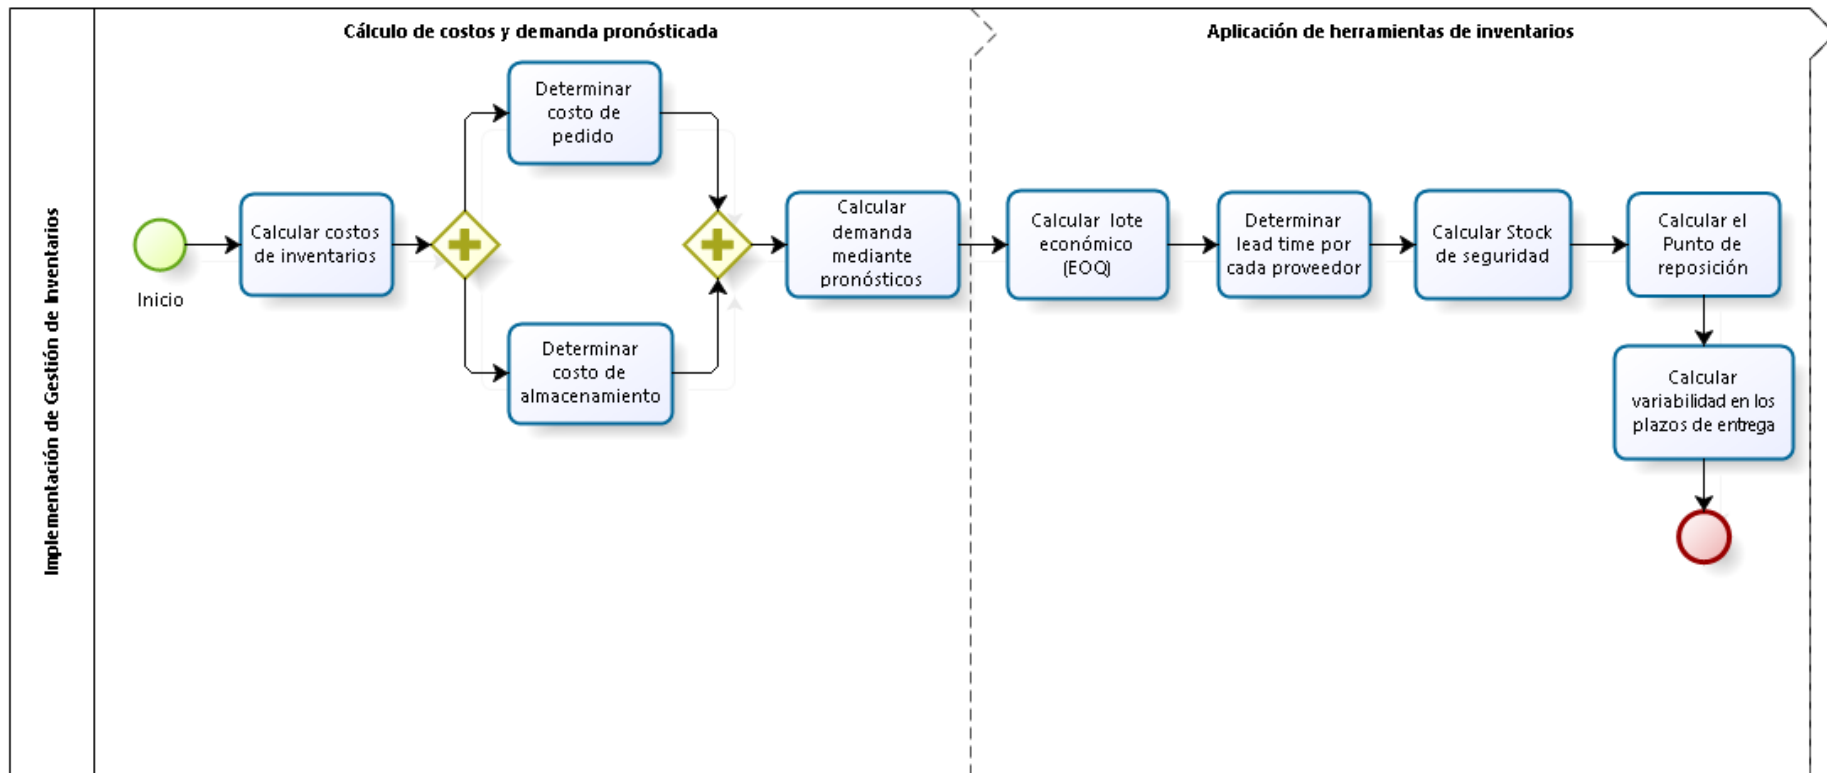 Implementación de Gestión de Inventarios
Cálculo de costos y demanda pronósticada
Aplicación de herramientas de inventarios
Inicio
Calcular costos
de inventarios
Determinar
costo de
pedido
Determinar
costo de
almacenamiento
Calcular
demanda
mediante
pronósticos
Calcular lote
económico
(EOQ)
Determinar
lead time por
cada proveedor
Calcular Stock
de seguridad
Calcular el
Punto de
reposición
Calcular
variabilidad en los
plazos de entrega